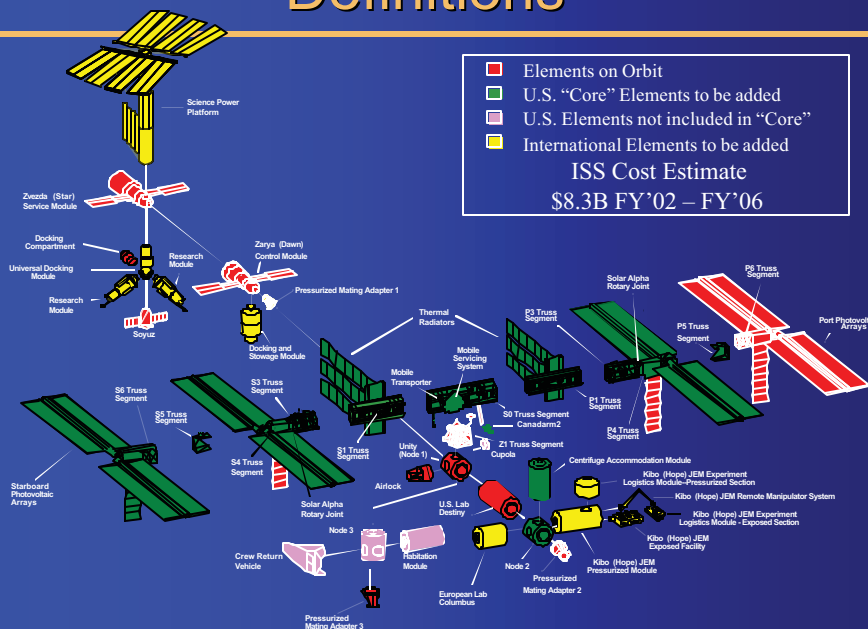 Definitions
Elements on Orbit
U.S. “Core” Elements to be added
U.S. Elements not included in “Core”
International Elements to be added
ISS Cost Estimate
$8.3B FY’02 – FY’06
Science Power
Platform
Zvezda (Star)
Service Module
Docking
Compartment
Universal Docking
Module
Research
Module
Research
Module
Soyuz
Zarya (Dawn)
Control Module
Pressurized Mating Adapter 1
Docking and
Stowage Module
Thermal
Radiators
Mobile
Transporter
Mobile
Servicing
System
P3 Truss
Segment
Solar Alpha
Rotary Joint
P6 Truss
Segment
P5 Truss
Segment
Port Photovolt
Arrays
P1 Truss
Segment
P4 Truss
Segment
S0 Truss Segment
Canadarm2
Z1 Truss Segment
Cupola
S6 Truss
Segment
S5 Truss
Segment
S3 Truss
Segment
S4 Truss
Segment
S1 Truss
Segment
Starboard
Photovoltaic
Arrays
Solar Alpha
Rotary Joint
Unity
(Node 1)
Airlock
U.S. Lab
Destiny
Centrifuge Accommodation Module
Kibo (Hope) JEM Experiment
Logistics Module–Pressurized Section
Kibo (Hope) JEM Remote Manipulator System
Kibo (Hope) JEM Experiment
Logistics Module - Exposed Section
Kibo (Hope) JEM
Exposed Facility
Kibo (Hope) JEM
Pressurized Module
Node 3
Crew Return
Vehicle
Habitation
Module
Node 2
Pressurized
Mating Adapter 2
European Lab
Columbus
Pressurized
Mating Adapter 3